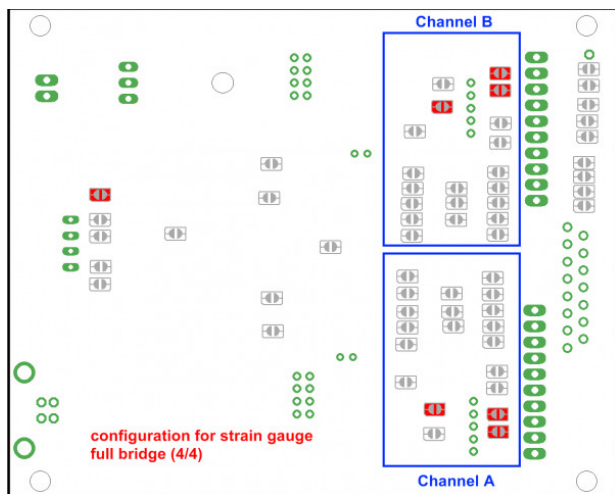 Channel B
configuration for strain gauge
full bridge (4/4)
Channel A